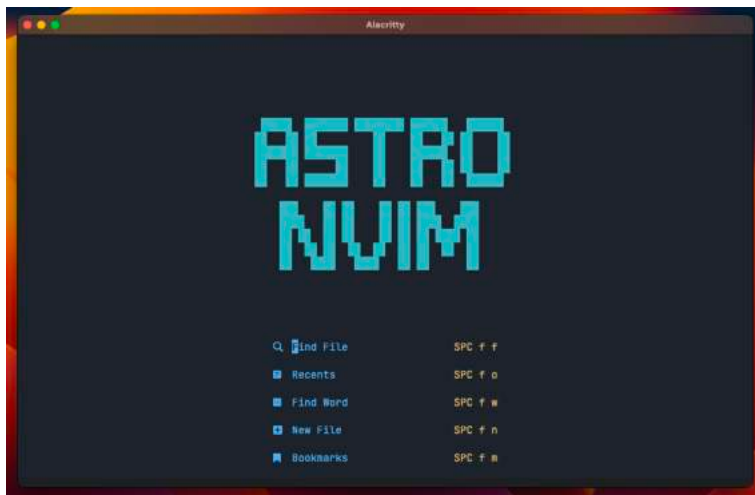 Alacritty
ASTRO
NVIM
Find File SPC f f
Recents SPC f o
Find Word SPC f w
New File SPC f n
Bookmarks SPC f m